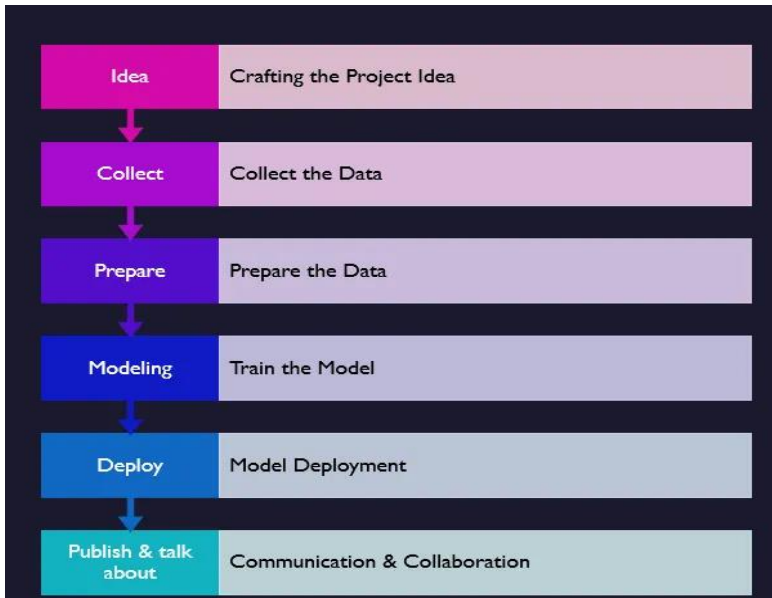 Idea
Crafting the Project Idea
Collect
Collect the Data
Prepare
Prepare the Data
Modeling
Train the Model
Deploy
Model Deployment
Publish & talk
about
Communication & Collaboration